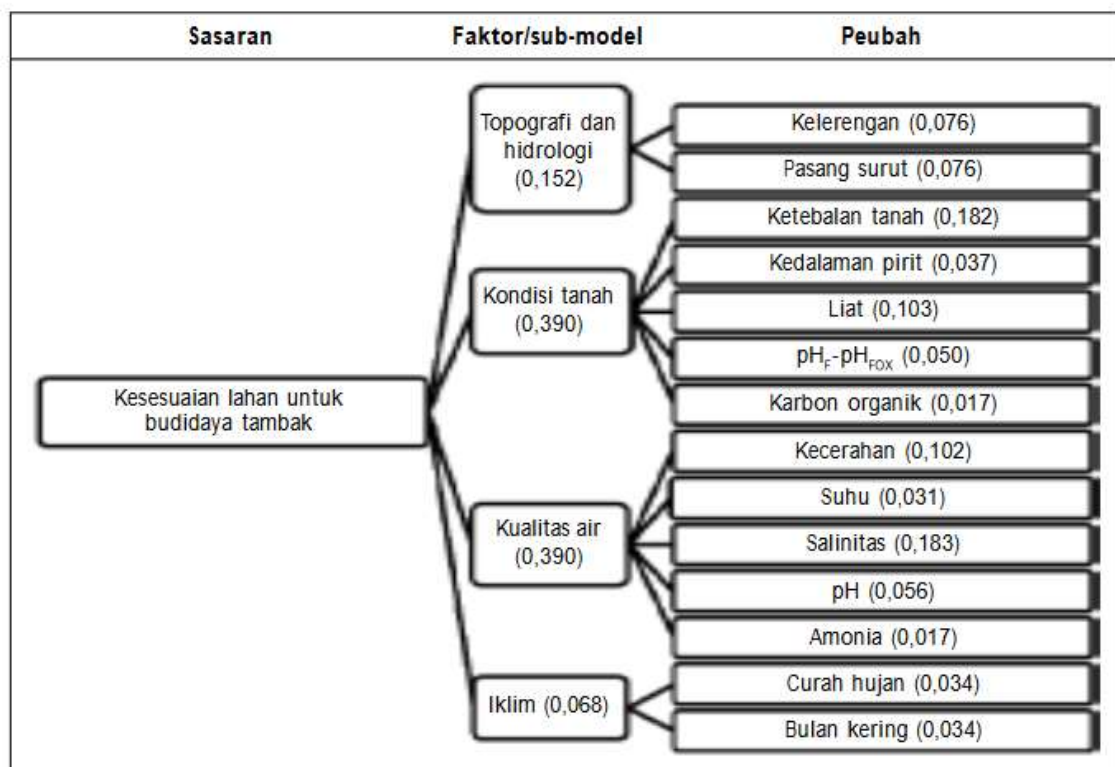 Sasaran
Faktor/sub-model
Peubah
Kesesuaian lahan untuk
budidaya tambak
Topografi dan
hidrologi
(0,152)
Kelerengan (0,076)
Pasang surut (0,076)
Kondisi tanah
(0,390)
Ketebalan tanah (0,182)
Kedalaman pirit (0,037)
Liat (0,103)
pHF-pHFOX (0,050)
Karbon organik (0,017)
Kualitas air
(0,390)
Kecerahan (0,102)
Suhu (0,031)
Salinitas (0,183)
pH (0,056)
Amonia (0,017)
Iklim (0,068)
Curah hujan (0,034)
Bulan kering (0,034)